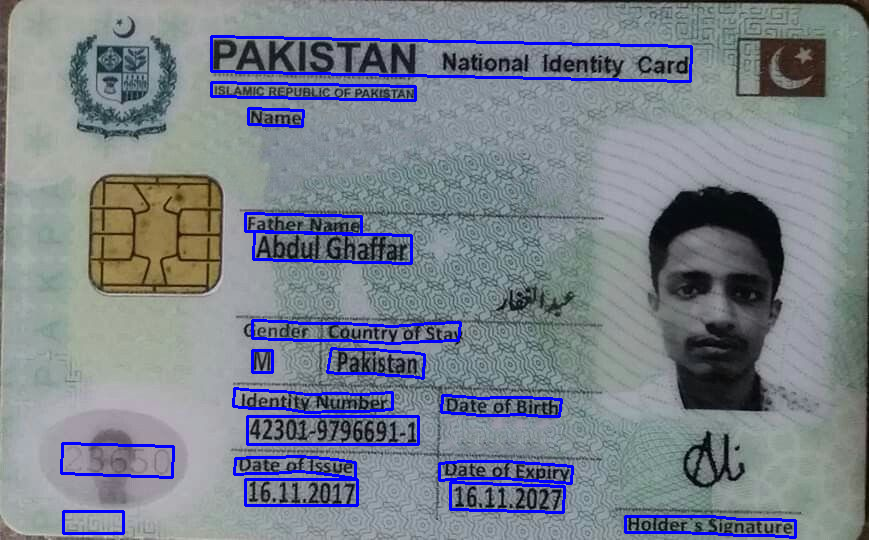 PAKISTAN National Identity Card
ISLAMIC REPUBLIC OF PAKISTAN
Name
Father Name
Abdul Ghaffar
عبدالغفار
Gender Country of Stay
M Pakistan
Identity Number Date of Birth
42301-9796691-1
23650
Date of Issue Date of Expiry
16.11.2017 16.11.2027
Holder's Signature